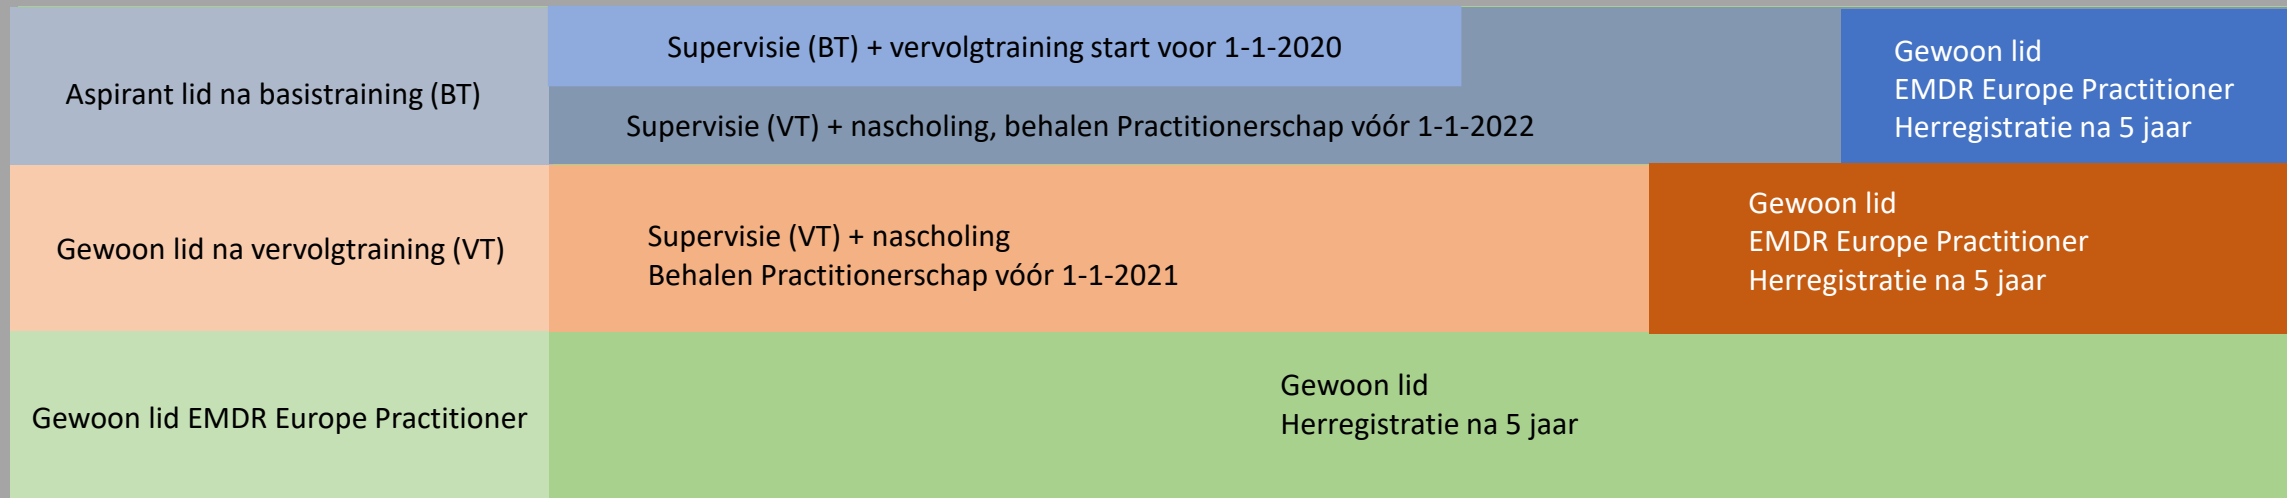 Aspirant lid na basistraining (BT)
Supervisie (BT) + vervolgtraining start voor 1-1-2020
Supervisie (VT) + nascholing, behalen Practitionerschap vóór 1-1-2022
Gewoon lid
EMDR Europe Practitioner
Herregistratie na 5 jaar
Gewoon lid na vervolgtraining (VT)
Supervisie (VT) + nascholing
Behalen Practitionerschap vóór 1-1-2021
Gewoon lid
EMDR Europe Practitioner
Herregistratie na 5 jaar
Gewoon lid EMDR Europe Practitioner
Gewoon lid
Herregistratie na 5 jaar